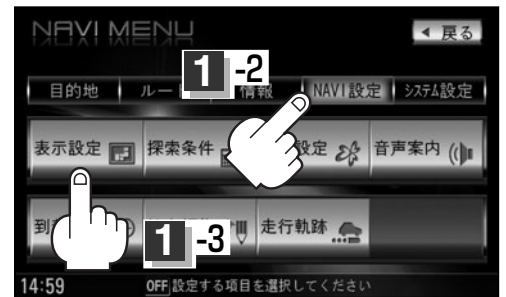 NAVI MENU
◀ 戻る
1-2
目的地 ルー 情報 NAVI設定 システム設定
表示設定 探索条件 設定 音声案内
到
1-3
走行軌跡
14:59 OFF 設定する項目を選択してください